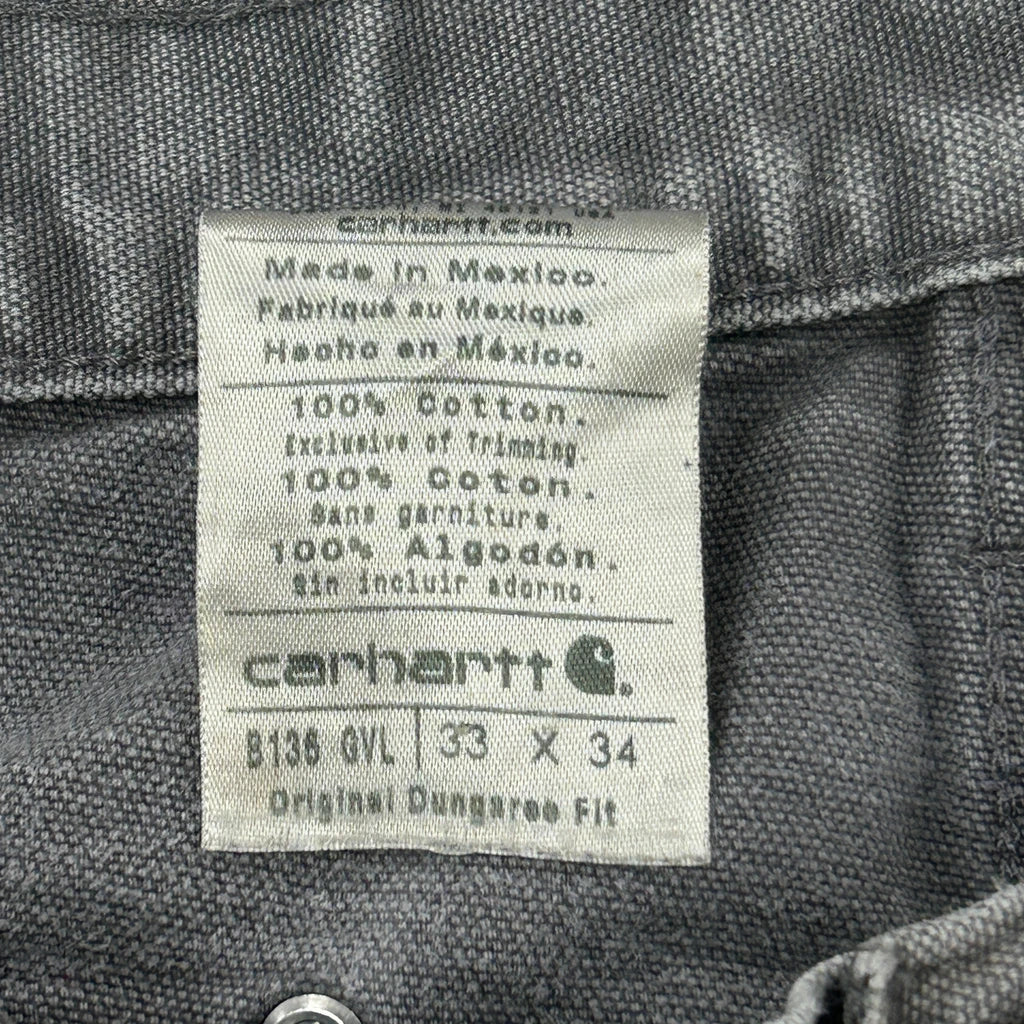 carhartt.com
Made in Mexico.
Fabriqué au Mexique.
Hecho en México.
100% Cotton.
Exclusive of Trimming.
100% Coton.
Sans garniture.
100% Algodón.
Sin incluir adorno.
carhartt
B136 GVL | 33 X 34
Original Dungaree Fit